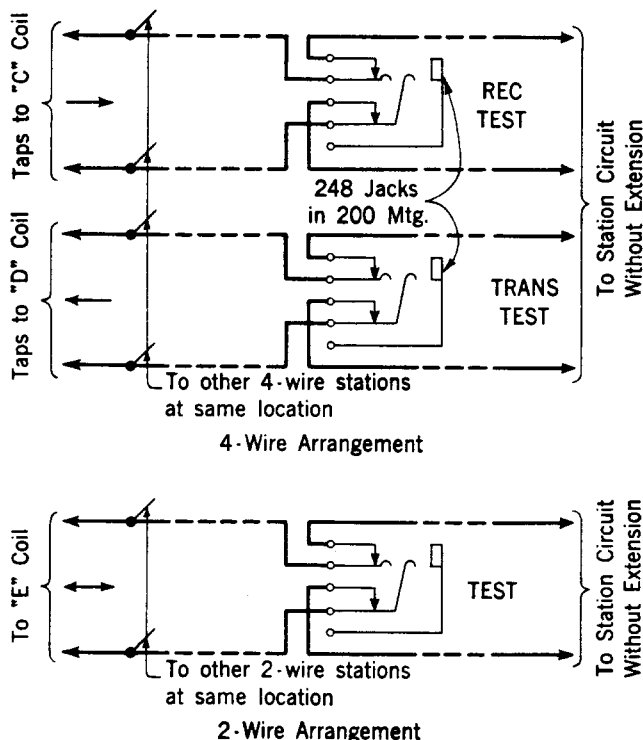 Taps to "C" Coil
REC
TEST
248 Jacks
in 200 Mtg.
To Station Circuit
Without Extension
Taps to "D" Coil
TRANS
TEST
To other 4-wire stations
at same location
4-Wire Arrangement
To "E" Coil
TEST
To Station Circuit
Without Extension
To other 2-wire stations
at same location
2-Wire Arrangement